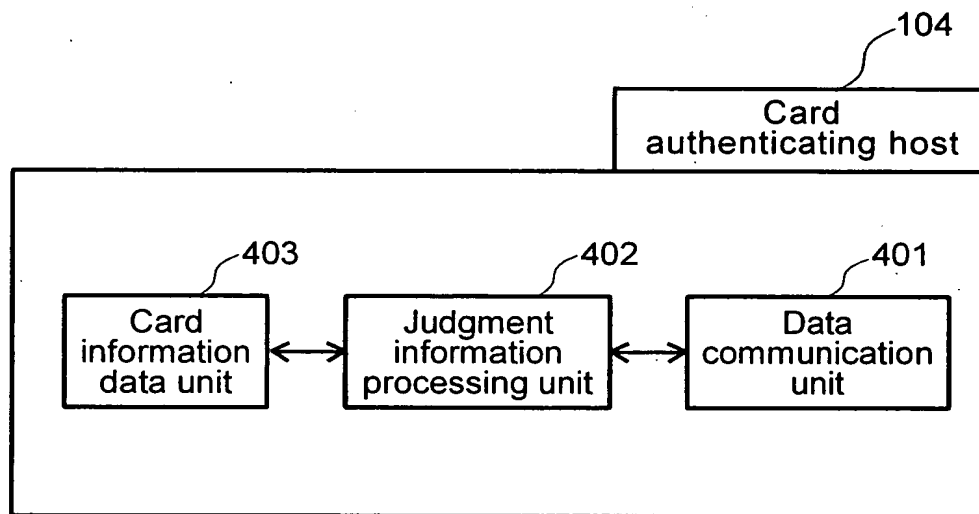 104
Card
authenticating host
403
402
401
Card
information
data unit
Judgment
information
processing unit
Data
communication
unit